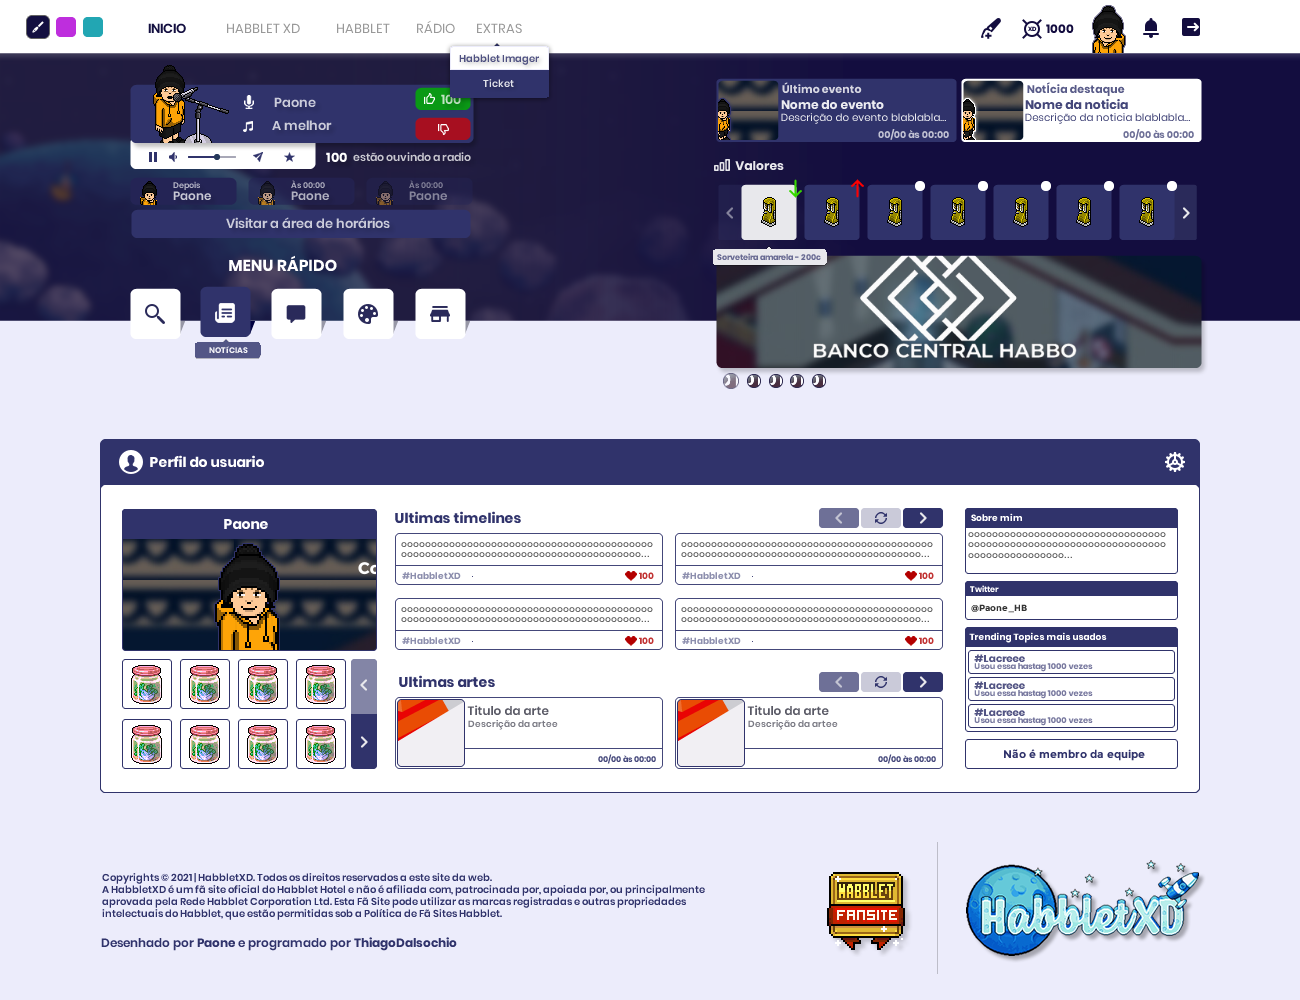 INICIO
HABBLET XD
HABBLET
RÁDIO
EXTRAS
1000
Habblet Imager
Ticket
Paone
A melhor
100
100 estão ouvindo a radio
Depois
Paone
Às 00:00
Paone
Às 00:00
Paone
Visitar a área de horários
MENU RÁPIDO
NOTÍCIAS
Último evento
Nome do evento
Descrição do evento blablabla...
00/00 às 00:00
Notícia destaque
Nome da noticia
Descrição da noticia blablabla...
00/00 às 00:00
Valores
Sorveteira amarela - 200c
BANCO CENTRAL HABBO
Perfil do usuario
Paone
Co
Ultimas timelines
#HabbletXD ·
100
#HabbletXD ·
100
#HabbletXD ·
100
#HabbletXD ·
100
Ultimas artes
Titulo da arte
Descrição da artee
00/00 às 00:00
Titulo da arte
Descrição da artee
00/00 às 00:00
Sobre mim
Twitter
@Paone_HB
Trending Topics mais usados
#Lacreee
Usou essa hastag 1000 vezes
#Lacreee
Usou essa hastag 1000 vezes
#Lacreee
Usou essa hastag 1000 vezes
Não é membro da equipe
Copyrights © 2021 | HabbletXD. Todos os direitos reservados a este site da web.
A HabbletXD é um fã site oficial do Habblet Hotel e não é afiliada com, patrocinada por, apoiada por, ou principalmente
aprovada pela Rede Habblet Corporation Ltd. Esta Fã Site pode utilizar as marcas registradas e outras propriedades
intelectuais do Habblet, que estão permitidas sob a Política de Fã Sites Habblet.
Desenhado por Paone e programado por ThiagoDalsochio
HABBLET
FANSITE
HabbletXD